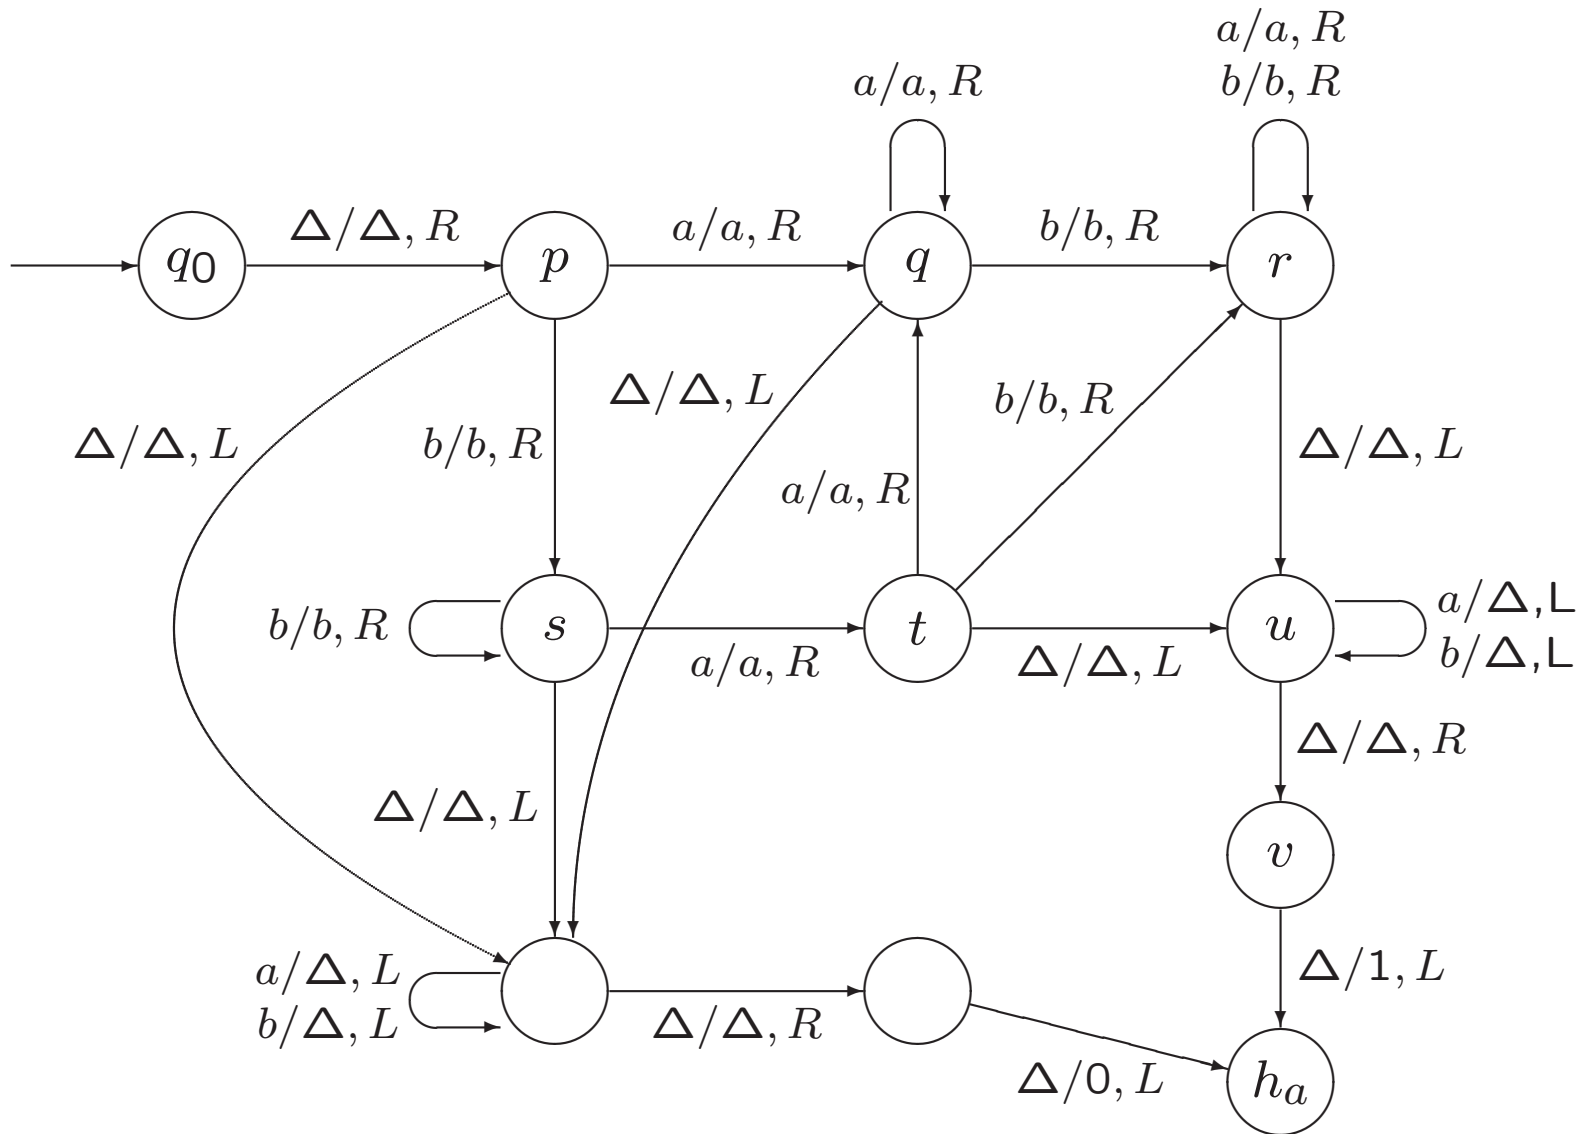 a/a, R
a/a, R
b/b, R
q0
Δ/Δ, R
p
a/a, R
q
b/b, R
r
Δ/Δ, L
b/b, R
Δ/Δ, L
b/b, R
a/a, R
Δ/Δ, L
b/b, R
s
a/a, R
t
Δ/Δ, L
u
a/Δ,L
b/Δ,L
Δ/Δ, R
Δ/Δ, L
v
a/Δ, L
b/Δ, L
Δ/Δ, R
Δ/1, L
Δ/0, L
ha